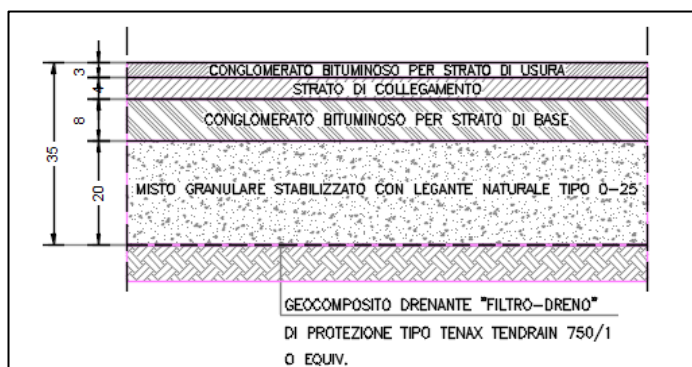 3
CONGLOMERATO BITUMINOSO PER STRATO DI USURA
4
STRATO DI COLLEGAMENTO
8
CONGLOMERATO BITUMINOSO PER STRATO DI BASE
35
20
MISTO GRANULARE STABILIZZATO CON LEGANTE NATURALE TIPO 0-25
GEOCOMPOSITO DRENANTE "FILTRO-DRENO"
DI PROTEZIONE TIPO TENAX TENDRAIN 750/1
O EQUIV.